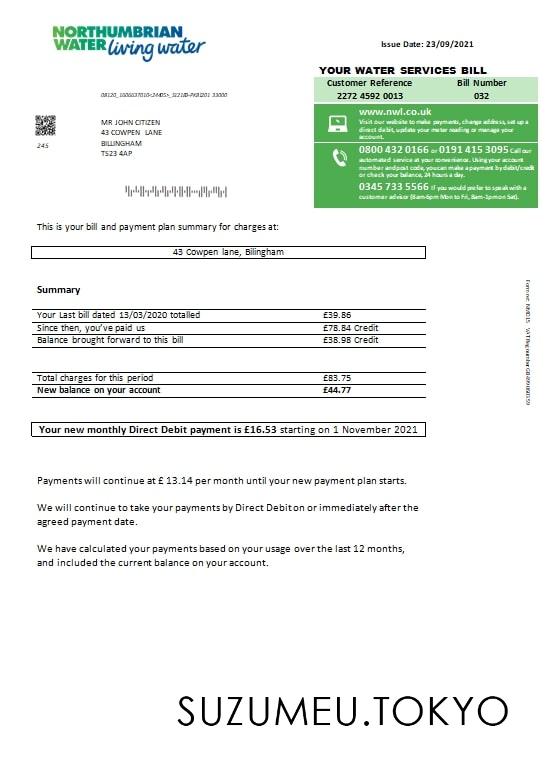 NORTHUMBRIAN
WATER living water
Issue Date: 23/09/2021
YOUR WATER SERVICES BILL
Customer Reference Bill Number
2272 4592 0013 032
www.nwl.co.uk
Visit our website to make payments, change address, set up a
direct debit, update your meter reading or manage your
account.
0800 432 0166 or 0191 415 3095 Call our
automated service at your convenience. Using your account
number and post code, you can make a payment by debit/credit
or check your balance, 24 hours a day.
0345 733 5566 If you would prefer to speak with a
customer advisor (8am-6pm Mon to Fri, 8am-1pm on Sat).
MR JOHN CITIZEN
43 COWPEN LANE
BILLINGHAM
TS23 4AP
245
This is your bill and payment plan summary for charges at:
43 Cowpen lane, Bilingham
Summary
Your Last bill dated 13/03/2020 totalled £39.86
Since then, you've paid us £78.84 Credit
Balance brought forward to this bill £38.98 Credit
Total charges for this period £83.75
New balance on your account £44.77
Your new monthly Direct Debit payment is £16.53 starting on 1 November 2021
Payments will continue at £ 13.14 per month until your new payment plan starts.
We will continue to take your payments by Direct Debit on or immediately after the
agreed payment date.
We have calculated your payments based on your usage over the last 12 months,
and included the current balance on your account.
SUZUMEU.TOKYO